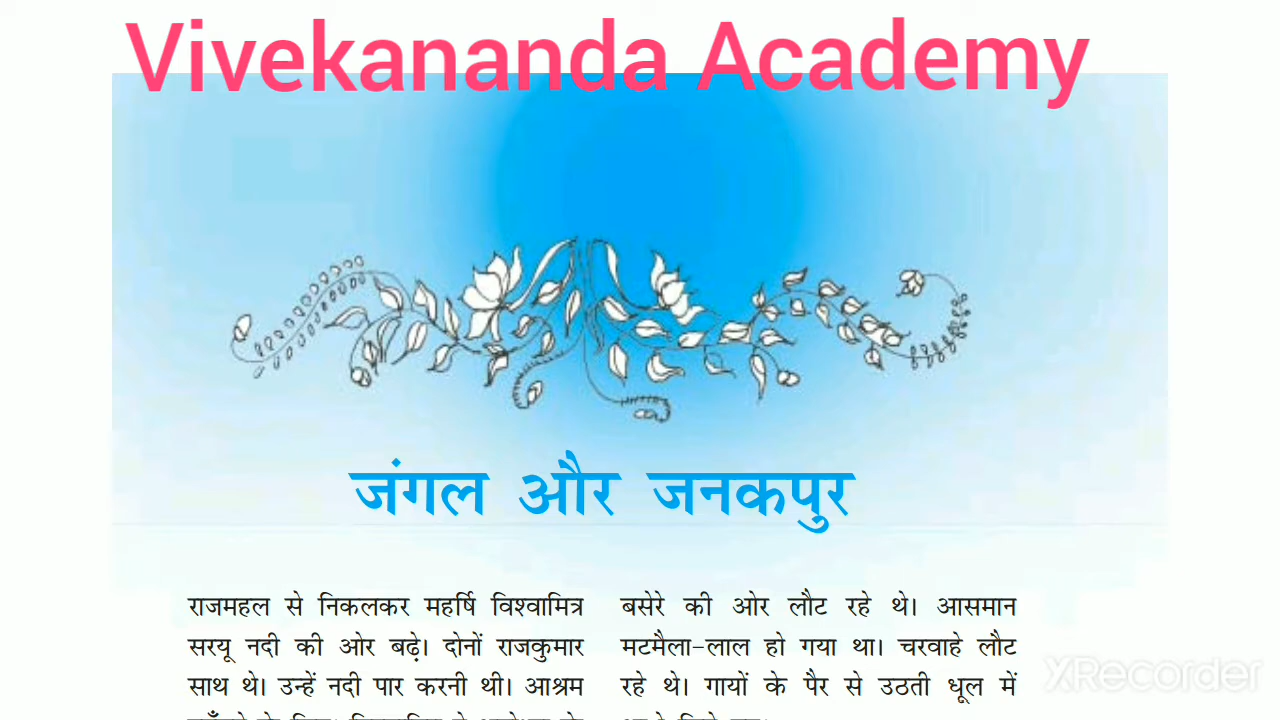 Vivekananda Academy
जंगल और जनकपुर
राजमहल से निकलकर महर्षि विश्वामित्र
सरयू नदी की ओर बढ़े। दोनों राजकुमार
साथ थे। उन्हें नदी पार करनी थी। आश्रम
बसेरे की ओर लौट रहे थे। आसमान
मटमैला-लाल हो गया था। चरवाहे लौट
रहे थे। गायों के पैर से उठती धूल में
XRecorder